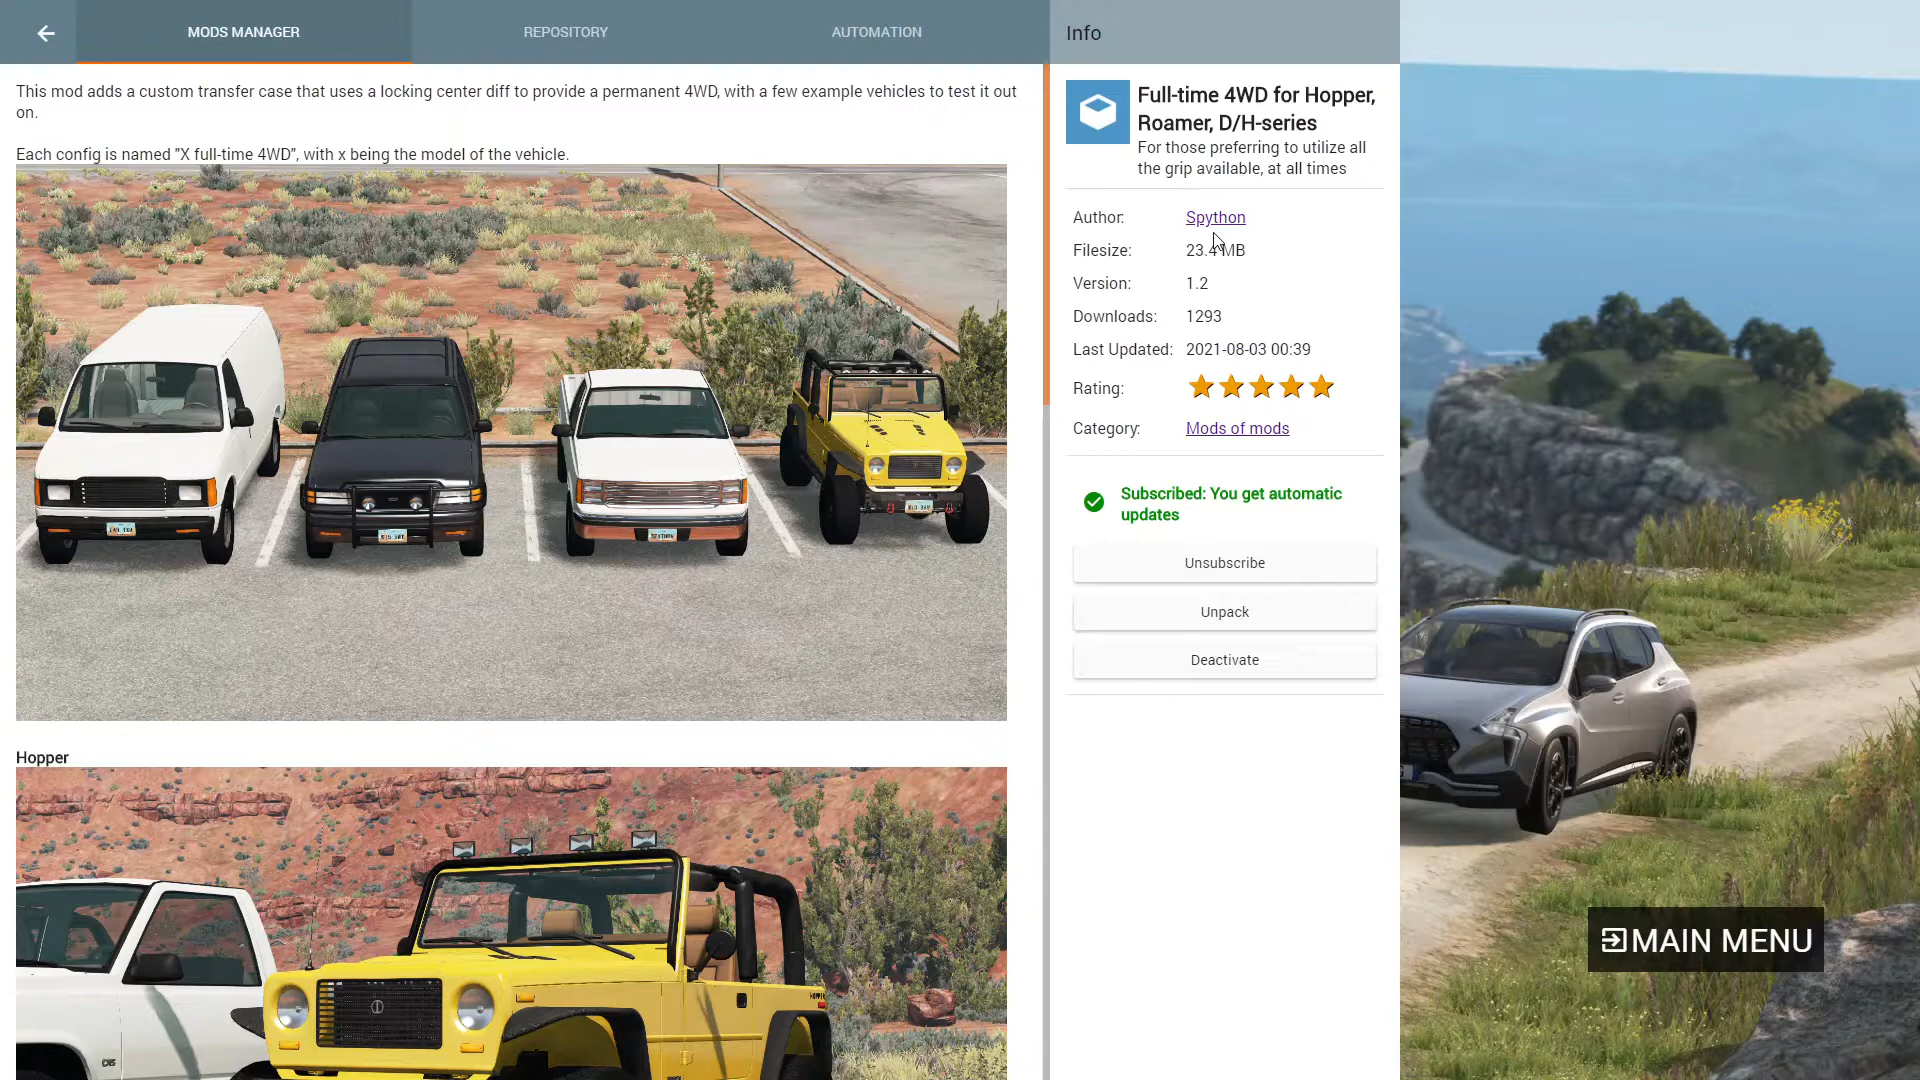 MODS MANAGER
REPOSITORY
AUTOMATION
Info
This mod adds a custom transfer case that uses a locking center diff to provide a permanent 4WD, with a few example vehicles to test it out
on.
Each config is named "X full-time 4WD", with x being the model of the vehicle.
Hopper
Full-time 4WD for Hopper,
Roamer, D/H-series
For those preferring to utilize all
the grip available, at all times
Author: Spython
Filesize: 23.4 MB
Version: 1.2
Downloads: 1293
Last Updated: 2021-08-03 00:39
Rating:
Category: Mods of mods
Subscribed: You get automatic
updates
Unsubscribe
Unpack
Deactivate
MAIN MENU